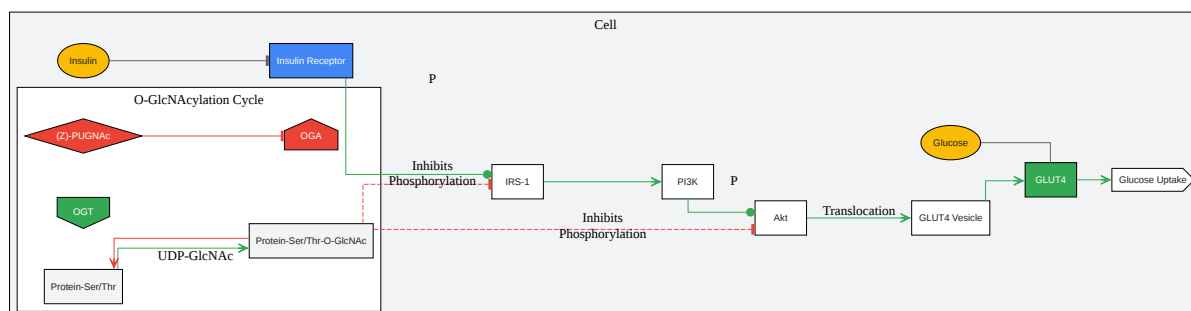 Cell
Insulin
Insulin Receptor
P
O-GlcNAcylation Cycle
(Z)-PUGNAc
OGA
Inhibits
Phosphorylation
IRS-1
PI3K
P
Glucose
GLUT4
Glucose Uptake
OGT
Inhibits
Phosphorylation
Akt
Translocation
GLUT4 Vesicle
Protein-Ser/Thr-O-GlcNAc
UDP-GlcNAc
Protein-Ser/Thr